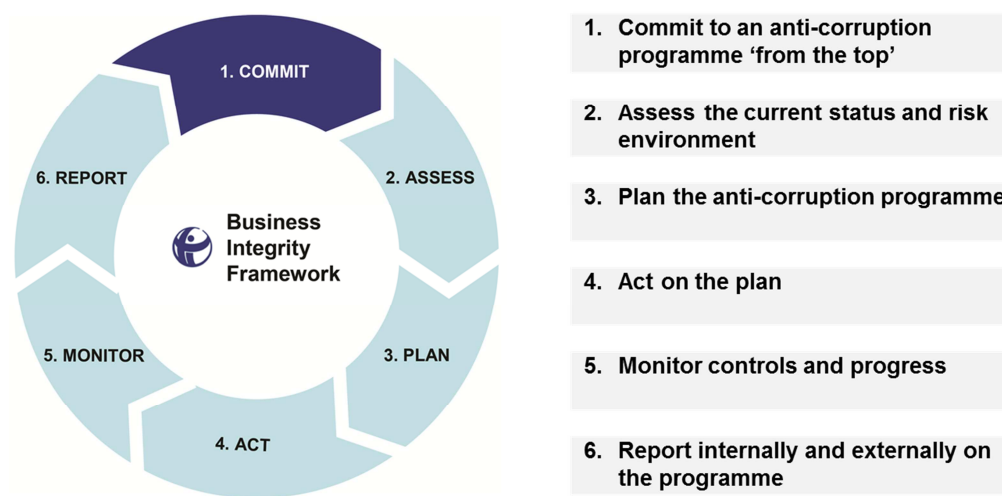 1. COMMIT
2. ASSESS
3. PLAN
4. ACT
5. MONITOR
6. REPORT
Business
Integrity
Framework
1. Commit to an anti-corruption
programme ‘from the top’
2. Assess the current status and risk
environment
3. Plan the anti-corruption programme
4. Act on the plan
5. Monitor controls and progress
6. Report internally and externally on
the programme